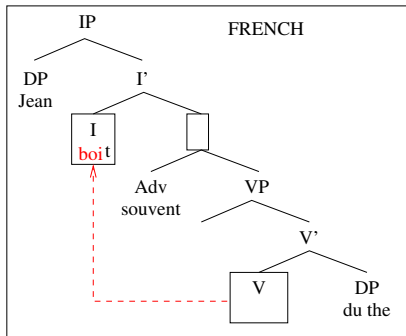 IP
FRENCH
DP
Jean
I'
I
boit
Adv
souvent
VP
V'
V
DP
du the